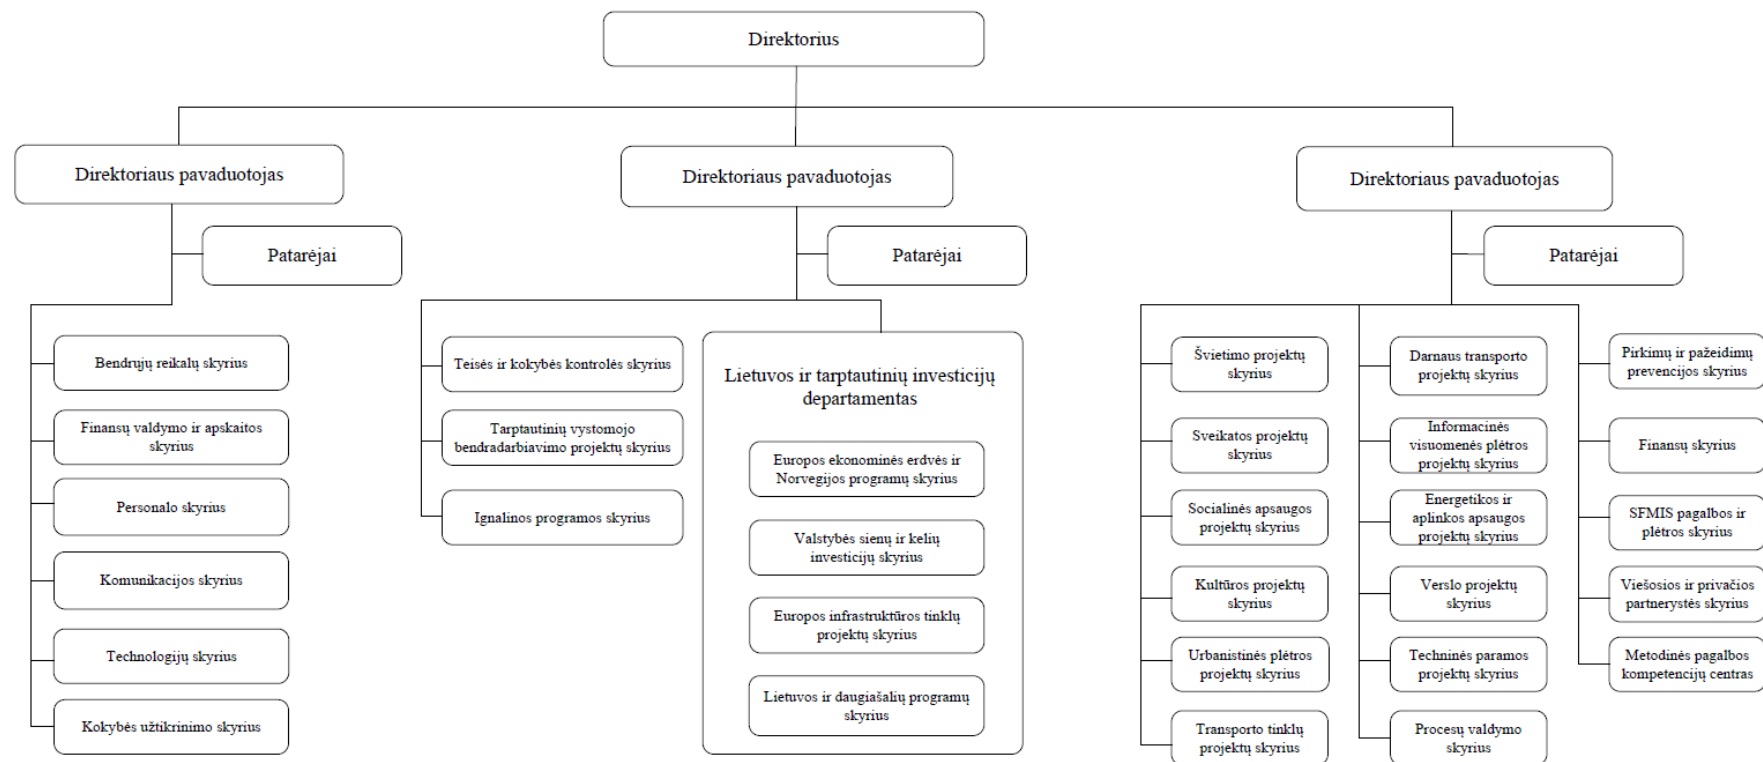 Direktorius
Direktoriaus pavaduotojas
Patarėjai
Bendrųjų reikalų skyrius
Finansų valdymo ir apskaitos
skyrius
Personalo skyrius
Komunikacijos skyrius
Technologijų skyrius
Kokybės užtikrinimo skyrius
Direktoriaus pavaduotojas
Patarėjai
Teisės ir kokybės kontrolės skyrius
Tarptautinių vystomojo
bendradarbiavimo projektų skyrius
Ignalinos programos skyrius
Lietuvos ir tarptautinių investicijų
departamentas
Europos ekonominės erdvės ir
Norvegijos programų skyrius
Valstybės sienų ir kelių
investicijų skyrius
Europos infrastruktūros tinklų
projektų skyrius
Lietuvos ir daugiašalių programų
skyrius
Direktoriaus pavaduotojas
Patarėjai
Švietimo projektų
skyrius
Sveikatos projektų
skyrius
Socialinės apsaugos
projektų skyrius
Kultūros projektų
skyrius
Urbanistinės plėtros
projektų skyrius
Transporto tinklų
projektų skyrius
Darnaus transporto
projektų skyrius
Informacinės
visuomenės plėtros
projektų skyrius
Energetikos ir
aplinkos apsaugos
projektų skyrius
Verslo projektų
skyrius
Techninės paramos
projektų skyrius
Procesų valdymo
skyrius
Pirkimų ir pažeidimų
prevencijos skyrius
Finansų skyrius
SFMIS pagalbos ir
plėtros skyrius
Viešosios ir privačios
partnerystės skyrius
Metodinės pagalbos
kompetencijų centras